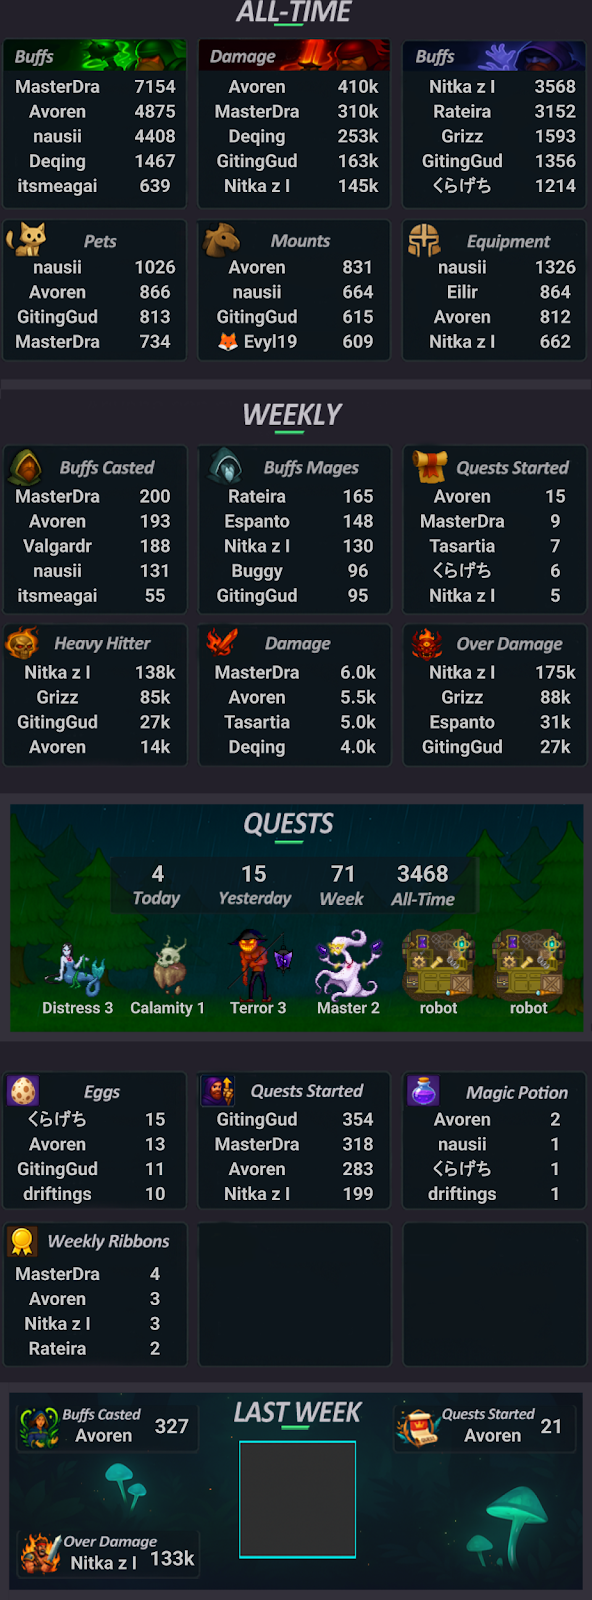 ALL-TIME
Buffs
MasterDra 7154
Avoren 4875
nausii 4408
Deqing 1467
itsmeagai 639
Damage
Avoren 410k
MasterDra 310k
Deqing 253k
GitingGud 163k
Nitka z I 145k
Buffs
Nitka z I 3568
Rateira 3152
Grizz 1593
GitingGud 1356
くらげち 1214
Pets
nausii 1026
Avoren 866
GitingGud 813
MasterDra 734
Mounts
Avoren 831
nausii 664
GitingGud 615
🦊 Evyl19 609
Equipment
nausii 1326
Eilir 864
Avoren 812
Nitka z I 662
WEEKLY
Buffs Casted
MasterDra 200
Avoren 193
Valgardr 188
nausii 131
itsmeagai 55
Buffs Mages
Rateira 165
Espanto 148
Nitka z I 130
Buggy 96
GitingGud 95
Quests Started
Avoren 15
MasterDra 9
Tasartia 7
くらげち 6
Nitka z I 5
Heavy Hitter
Nitka z I 138k
Grizz 85k
GitingGud 27k
Avoren 14k
Damage
MasterDra 6.0k
Avoren 5.5k
Tasartia 5.0k
Deqing 4.0k
Over Damage
Nitka z I 175k
Grizz 88k
Espanto 31k
GitingGud 27k
QUESTS
4 15 71 3468
Today Yesterday Week All-Time
Distress 3 Calamity 1 Terror 3 Master 2 robot robot
Eggs
くらげち 15
Avoren 13
GitingGud 11
driftings 10
Quests Started
GitingGud 354
MasterDra 318
Avoren 283
Nitka z I 199
Magic Potion
Avoren 2
nausii 1
くらげち 1
driftings 1
Weekly Ribbons
MasterDra 4
Avoren 3
Nitka z I 3
Rateira 2
LAST WEEK
Buffs Casted
Avoren 327
Quests Started
Avoren 21
Over Damage
Nitka z I 133k